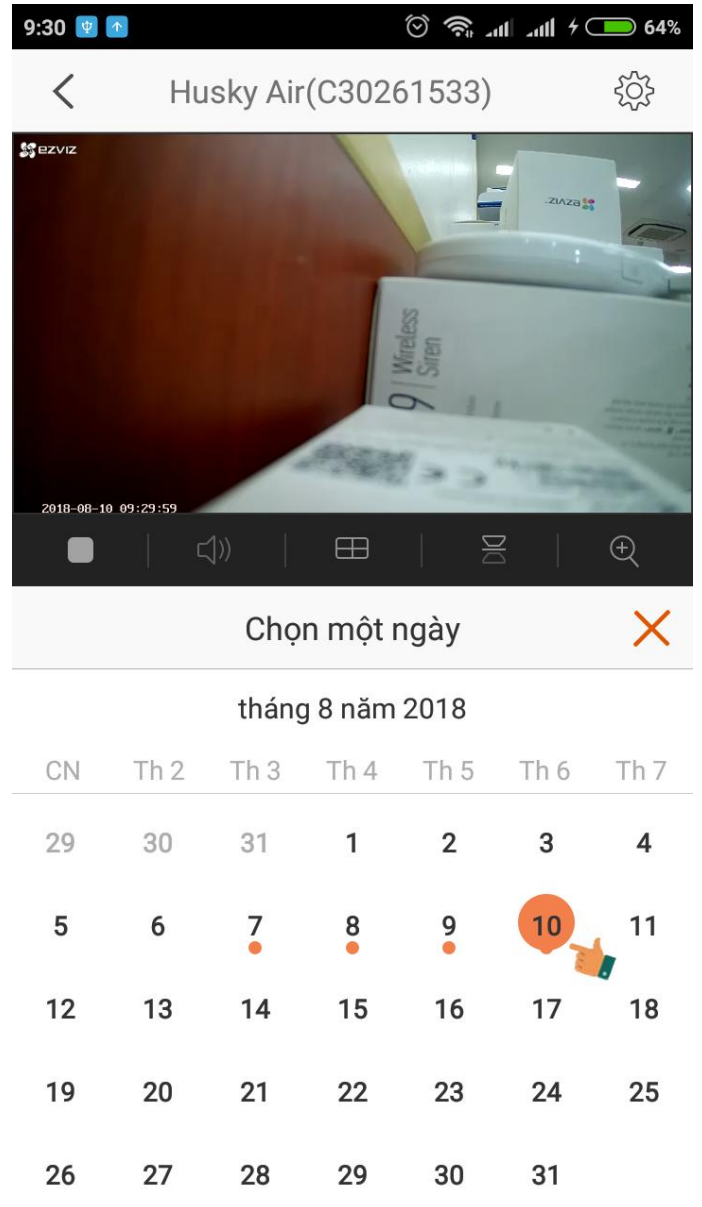 9:30 64%
Husky Air(C30261533)
ezviz
ezviz
9 | Wireless
Siren
2018-08-10 09:29:59
Chọn một ngày
tháng 8 năm 2018
CN Th 2 Th 3 Th 4 Th 5 Th 6 Th 7
29 30 31 1 2 3 4
5 6 7 8 9 10 11
12 13 14 15 16 17 18
19 20 21 22 23 24 25
26 27 28 29 30 31